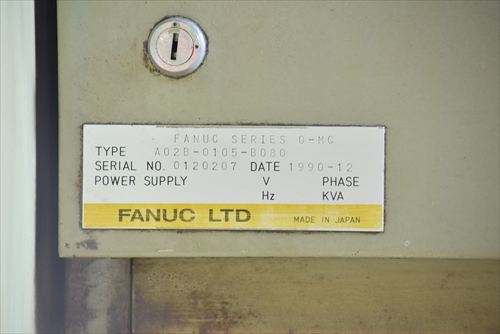 FANUC SERIES 0-MC
TYPE A02B-0105-B080
SERIAL NO. 0120207 DATE 1990-12
POWER SUPPLY V PHASE
Hz KVA
FANUC LTD MADE IN JAPAN